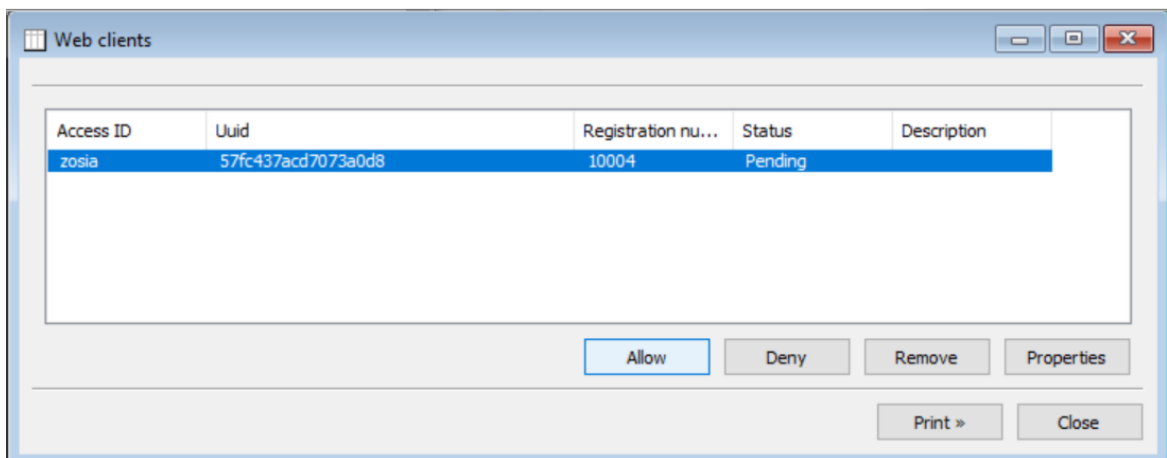 Web clients
Access ID Uuid Registration nu... Status Description
zosia 57fc437acd7073a0d8 10004 Pending
Allow Deny Remove Properties
Print » Close